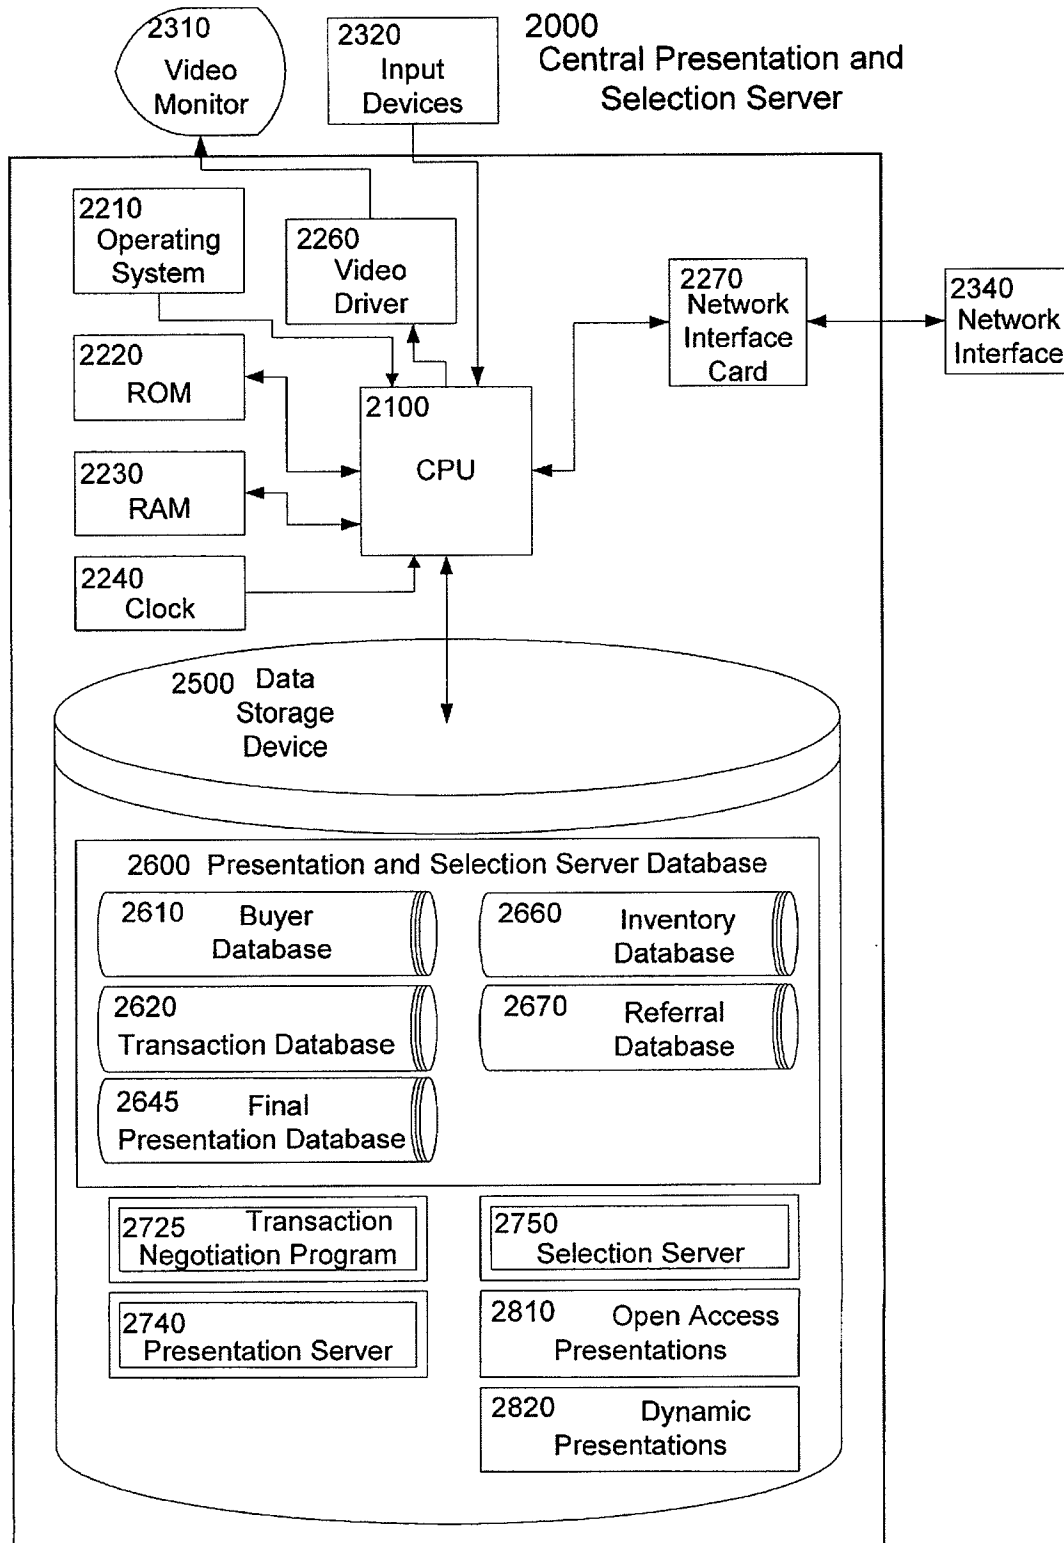 2310
Video
Monitor
2320
Input
Devices
2000
Central Presentation and
Selection Server
2210
Operating
System
2260
Video
Driver
2270
Network
Interface
Card
2340
Network
Interface
2220
ROM
2100
CPU
2230
RAM
2240
Clock
2500 Data
Storage
Device
2600 Presentation and Selection Server Database
2610 Buyer
Database
2660 Inventory
Database
2620
Transaction Database
2670 Referral
Database
2645 Final
Presentation Database
2725 Transaction
Negotiation Program
2750
Selection Server
2740
Presentation Server
2810 Open Access
Presentations
2820 Dynamic
Presentations